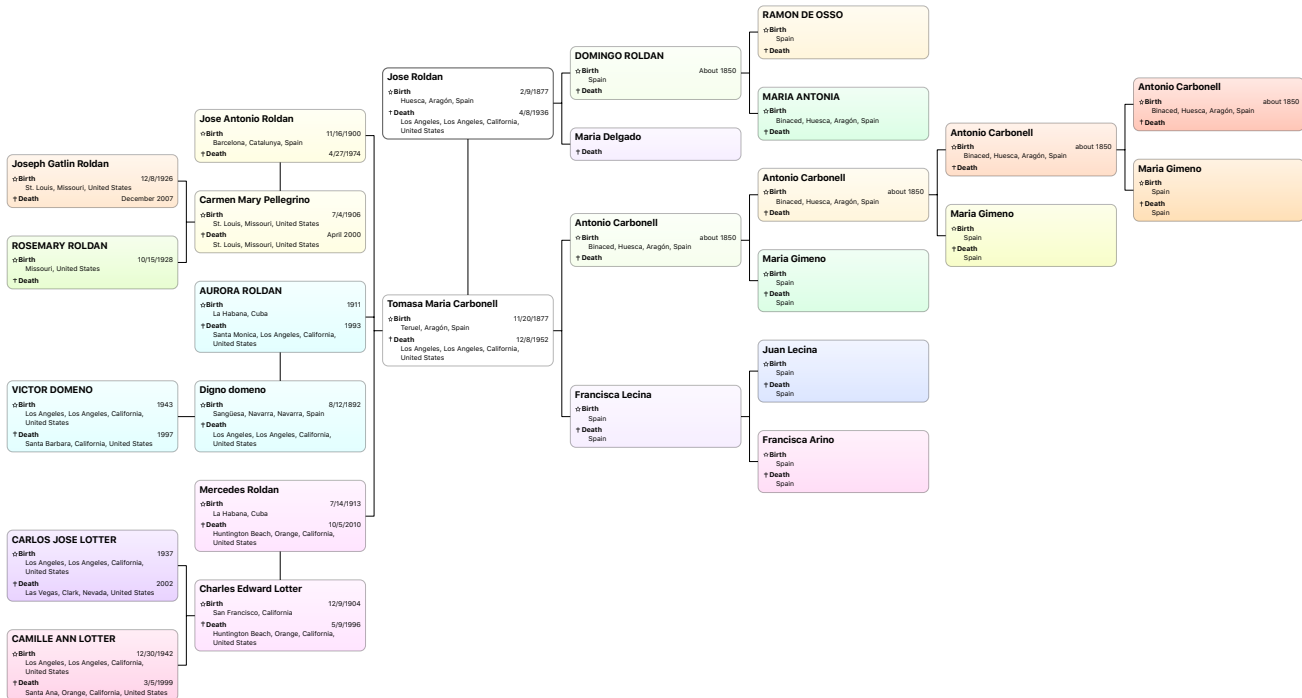 Joseph Gatlin Roldan
☆Birth 12/8/1926
St. Louis, Missouri, United States
†Death December 2007
ROSEMARY ROLDAN
☆Birth 10/15/1928
Missouri, United States
†Death
VICTOR DOMENO
☆Birth 1943
Los Angeles, Los Angeles, California,
United States
†Death 1997
Santa Barbara, California, United States
CARLOS JOSE LOTTER
☆Birth 1937
Los Angeles, Los Angeles, California,
United States
†Death 2002
Las Vegas, Clark, Nevada, United States
CAMILLE ANN LOTTER
☆Birth 12/30/1942
Los Angeles, Los Angeles, California,
United States
†Death 3/5/1999
Santa Ana, Orange, California, United States
Jose Antonio Roldan
☆Birth 11/16/1900
Barcelona, Catalunya, Spain
†Death 4/27/1974
Carmen Mary Pellegrino
☆Birth 7/4/1906
St. Louis, Missouri, United States
†Death April 2000
St. Louis, Missouri, United States
AURORA ROLDAN
☆Birth 1911
La Habana, Cuba
†Death 1993
Santa Monica, Los Angeles, California,
United States
Digno domeno
☆Birth 8/12/1892
Sangüesa, Navarra, Navarra, Spain
†Death
Los Angeles, Los Angeles, California,
United States
Mercedes Roldan
☆Birth 7/14/1913
La Habana, Cuba
†Death 10/5/2010
Huntington Beach, Orange, California,
United States
Charles Edward Lotter
☆Birth 12/9/1904
San Francisco, California
†Death 5/9/1996
Huntington Beach, Orange, California,
United States
Jose Roldan
☆Birth 2/9/1877
Huesca, Aragón, Spain
†Death 4/8/1936
Los Angeles, Los Angeles, California,
United States
Tomasa Maria Carbonell
☆Birth 11/20/1877
Teruel, Aragón, Spain
†Death 12/8/1952
Los Angeles, Los Angeles, California,
United States
DOMINGO ROLDAN
☆Birth About 1850
Spain
†Death
Maria Delgado
†Death
Antonio Carbonell
☆Birth about 1850
Binaced, Huesca, Aragón, Spain
†Death
Francisca Lecina
☆Birth
Spain
†Death
Spain
RAMON DE OSSO
☆Birth
Spain
†Death
MARIA ANTONIA
☆Birth
Binaced, Huesca, Aragón, Spain
†Death
Antonio Carbonell
☆Birth about 1850
Binaced, Huesca, Aragón, Spain
†Death
Maria Gimeno
☆Birth
Spain
†Death
Spain
Juan Lecina
☆Birth
Spain
†Death
Spain
Francisca Arino
☆Birth
Spain
†Death
Spain
Antonio Carbonell
☆Birth about 1850
Binaced, Huesca, Aragón, Spain
†Death
Maria Gimeno
☆Birth
Spain
†Death
Spain
Antonio Carbonell
☆Birth about 1850
Binaced, Huesca, Aragón, Spain
†Death
Maria Gimeno
☆Birth
Spain
†Death
Spain